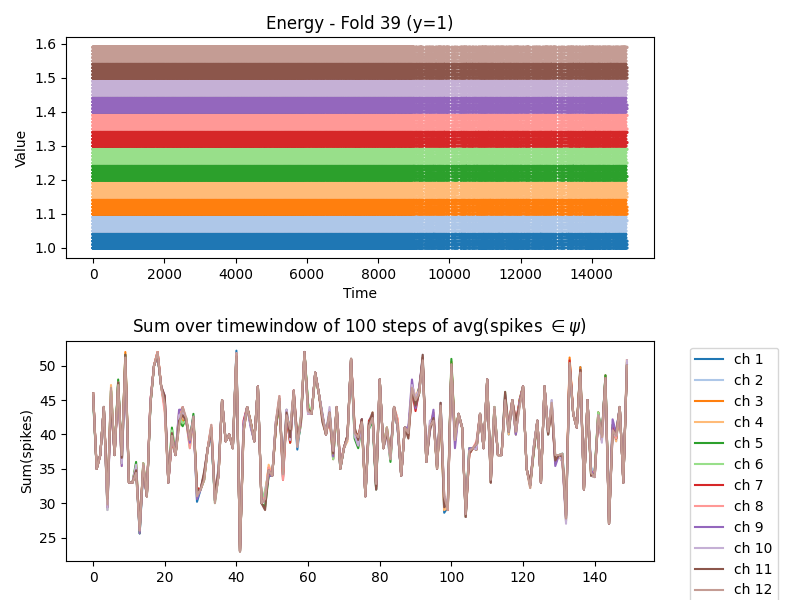 Energy - Fold 39 (y=1)
Value
1.6
1.5
1.4
1.3
1.2
1.1
1.0
0 2000 4000 6000 8000 10000 12000 14000
Time
Sum over timewindow of 100 steps of avg(spikes ∈ ψ)
Sum(spikes)
50
45
40
35
30
25
0 20 40 60 80 100 120 140
ch 1
ch 2
ch 3
ch 4
ch 5
ch 6
ch 7
ch 8
ch 9
ch 10
ch 11
ch 12